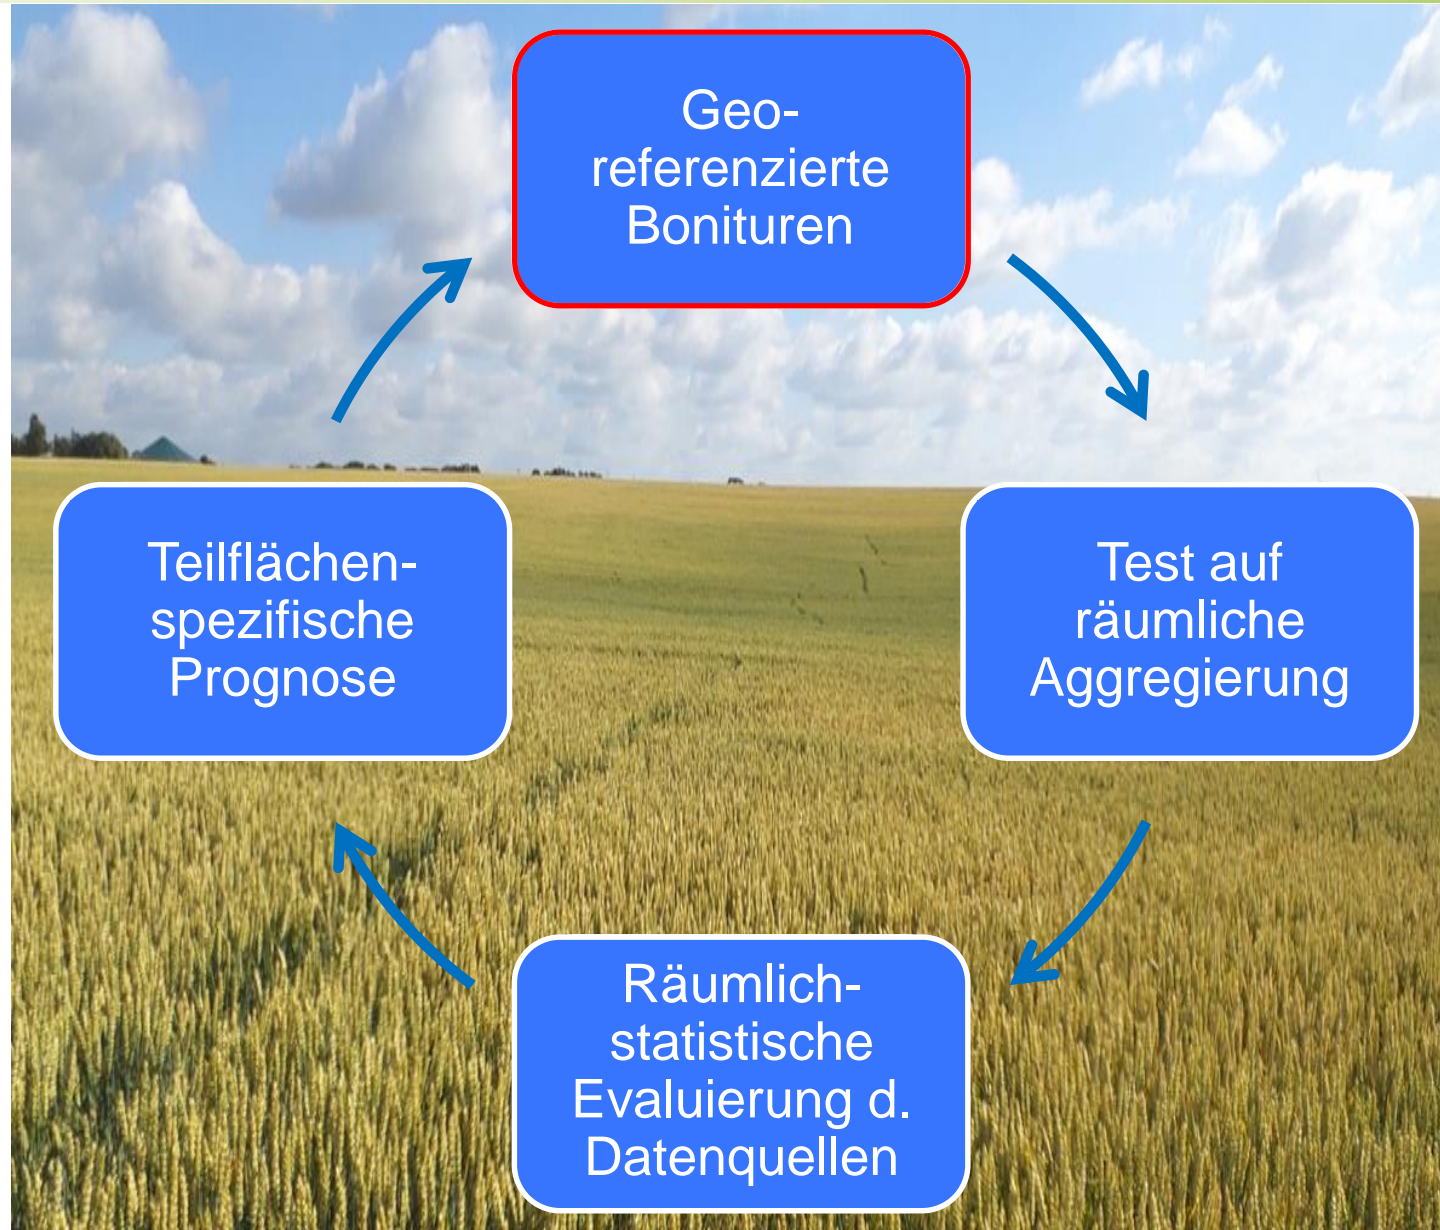 Geo-
referenzierte
Bonituren
Test auf
räumliche
Aggregierung
Räumlich-
statistische
Evaluierung d.
Datenquellen
Teilflächen-
spezifische
Prognose